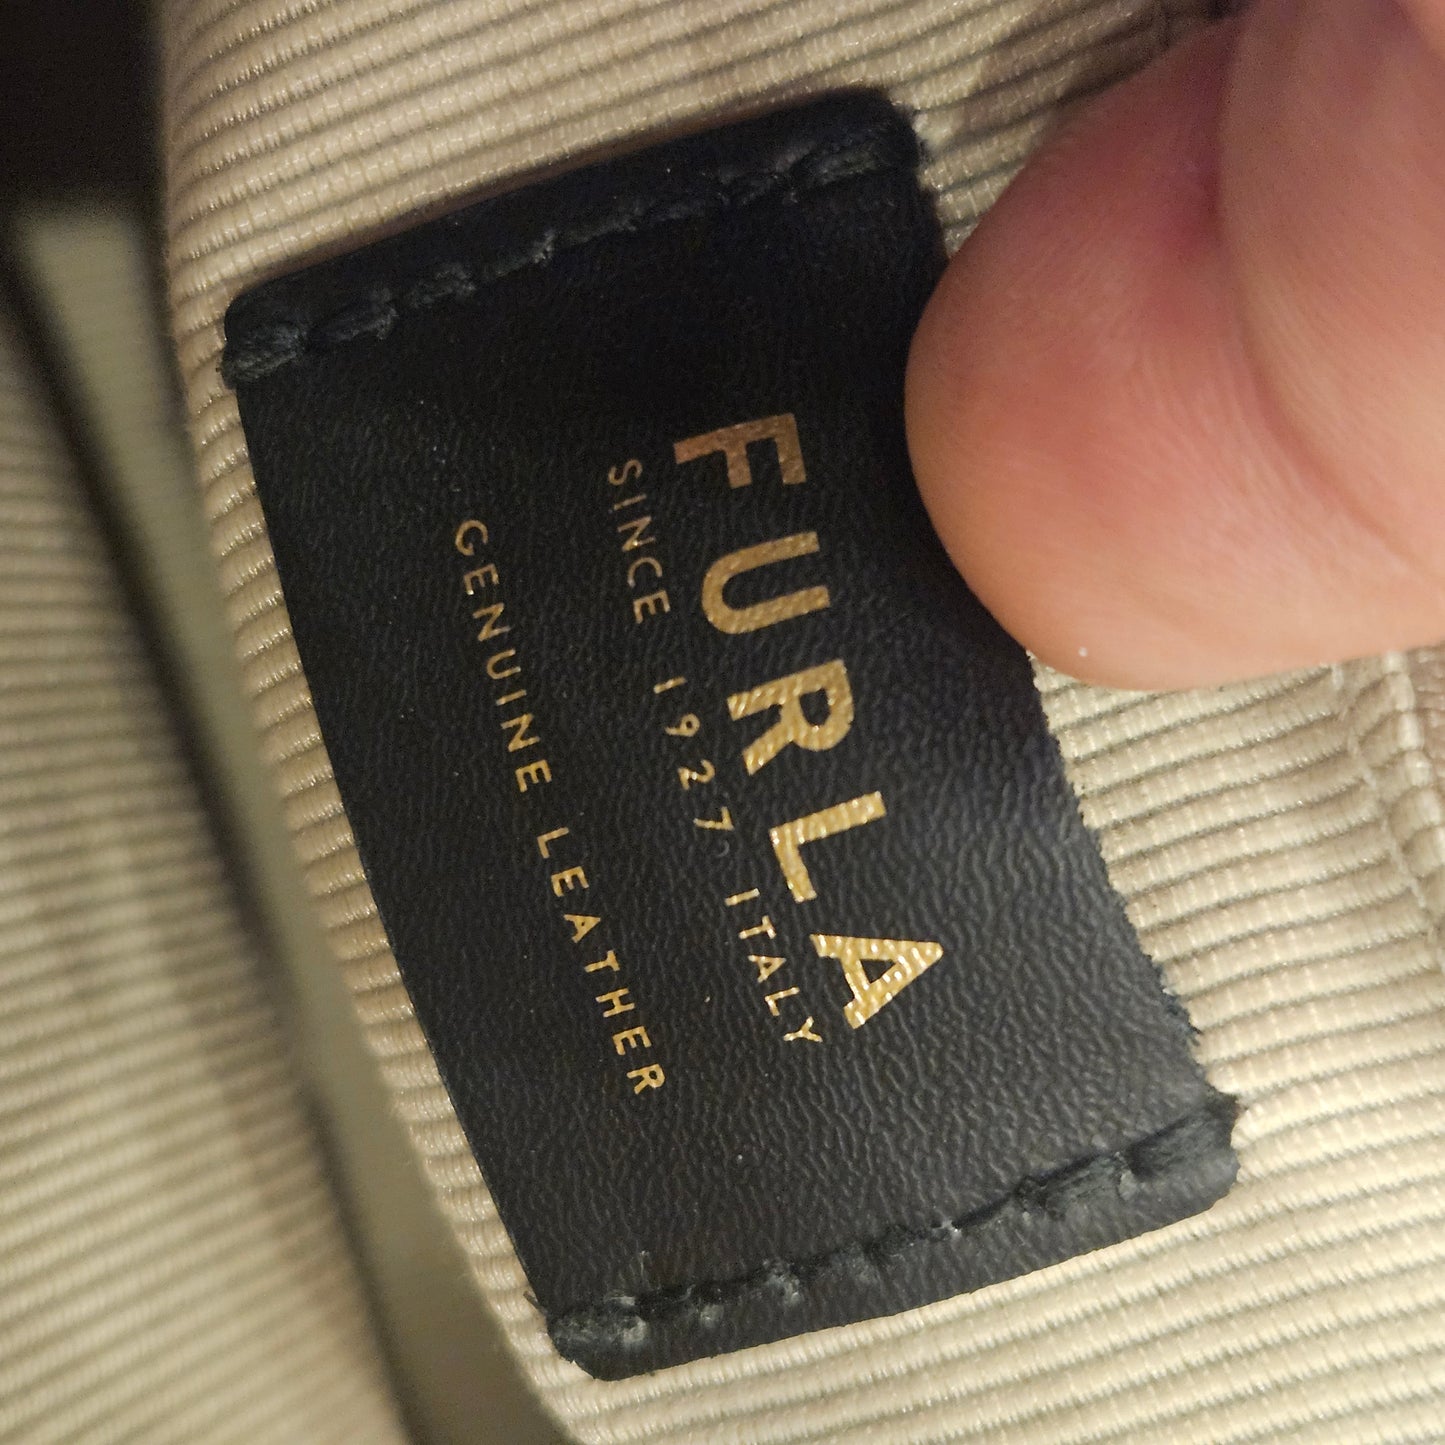 FURLA
SINCE 1927 ITALY
GENUINE LEATHER